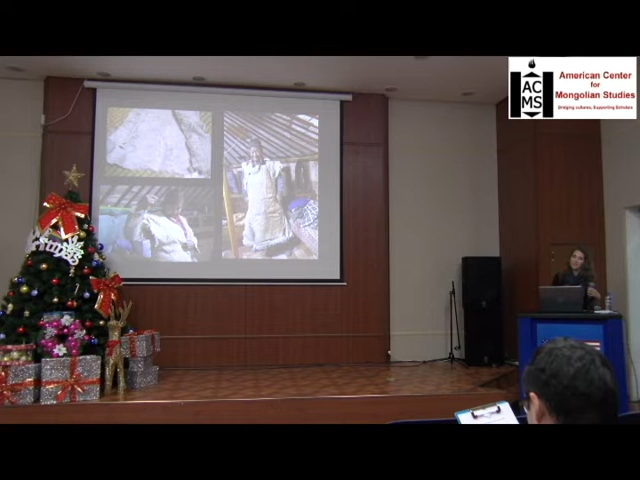 ACMS
American Center
for
Mongolian Studies
Bridging cultures, Supporting Scholars